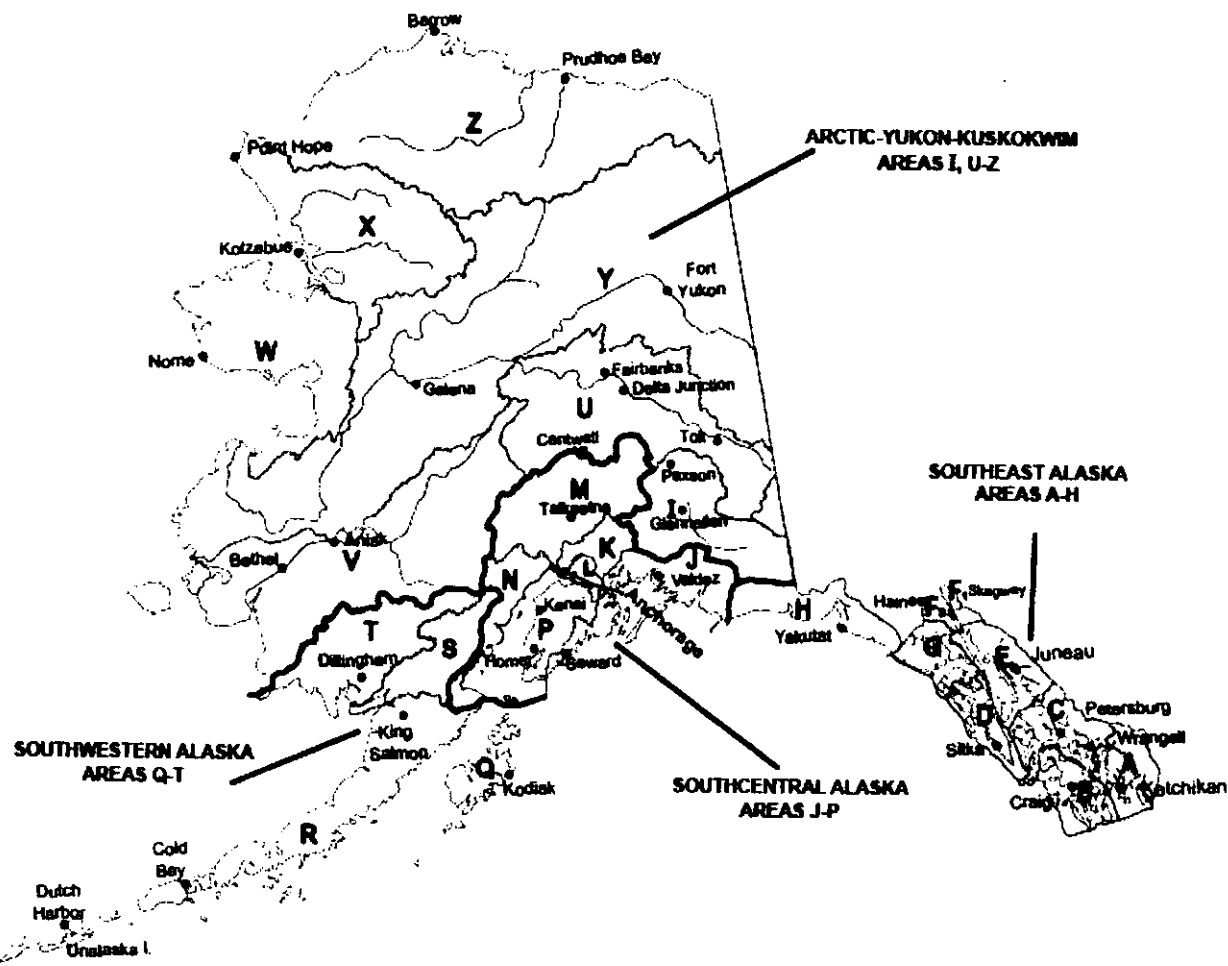 Barrow
Prudhoe Bay
Z
ARCTIC-YUKON-KUSKOKWIM
AREAS I, U-Z
Point Hope
X
Kotzebue
Y
Fort
Yukon
W
Nome
Galena
Fairbanks
Delta Junction
U
Cantwell
Tok
Paxson
SOUTHEAST ALASKA
AREAS A-H
M
Talkeetna
I
Glennallen
Aniak
V
Bethel
K
L
J
Valdez
N
Kenai
Anchorage
H
Yakutat
Haines
F
Skagway
T
S
P
Homer
Seward
G
E
Juneau
Dillingham
King
Salmon
C
Petersburg
D
Sitka
Wrangell
A
SOUTHWESTERN ALASKA
AREAS Q-T
Q
Kodiak
SOUTHCENTRAL ALASKA
AREAS J-P
Craig
B
Ketchikan
R
Cold
Bay
Dutch
Harbor
Unalaska I.